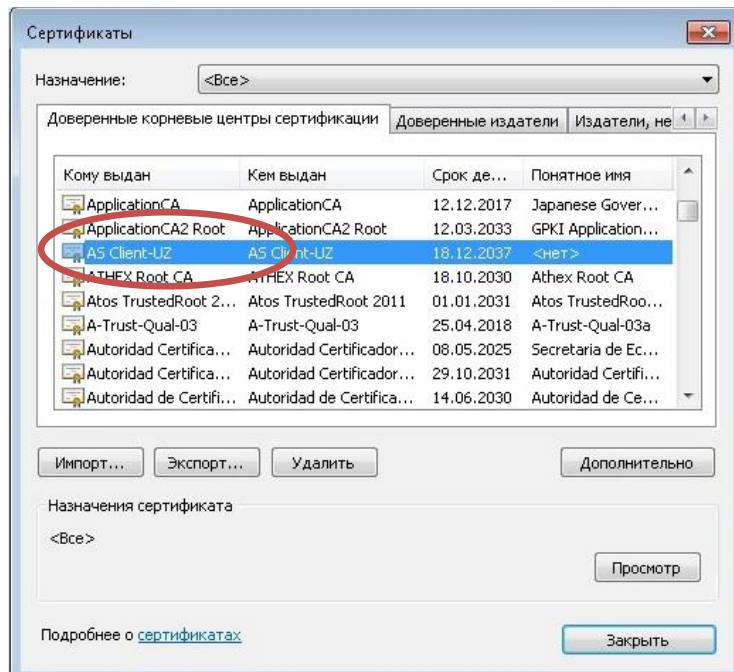 Сертификаты
Назначение: <Все>
Доверенные корневые центры сертификации Доверенные издатели Издатели, не
Кому выдан Кем выдан Срок де... Понятное имя
ApplicationCA ApplicationCA 12.12.2017 Japanese Gover...
ApplicationCA2 Root ApplicationCA2 Root 12.03.2033 GPKI Application...
AS Client-UZ AS Client-UZ 18.12.2037 <нет>
ATHEX Root CA ATHEX Root CA 18.10.2030 Athex Root CA
Atos TrustedRoot 2... Atos TrustedRoot 2011 01.01.2031 Atos TrustedRoo...
A-Trust-Qual-03 A-Trust-Qual-03 25.04.2018 A-Trust-Qual-03a
Autoridad Certifica... Autoridad Certificador... 08.05.2025 Secretaria de Ec...
Autoridad Certifica... Autoridad Certificador... 29.10.2031 Autoridad Certifi...
Autoridad de Certifi... Autoridad de Certifica... 14.06.2030 Autoridad de Ce...
Импорт... Экспорт... Удалить Дополнительно
Назначения сертификата
<Все>
Просмотр
Подробнее о сертификатах
Закрыть